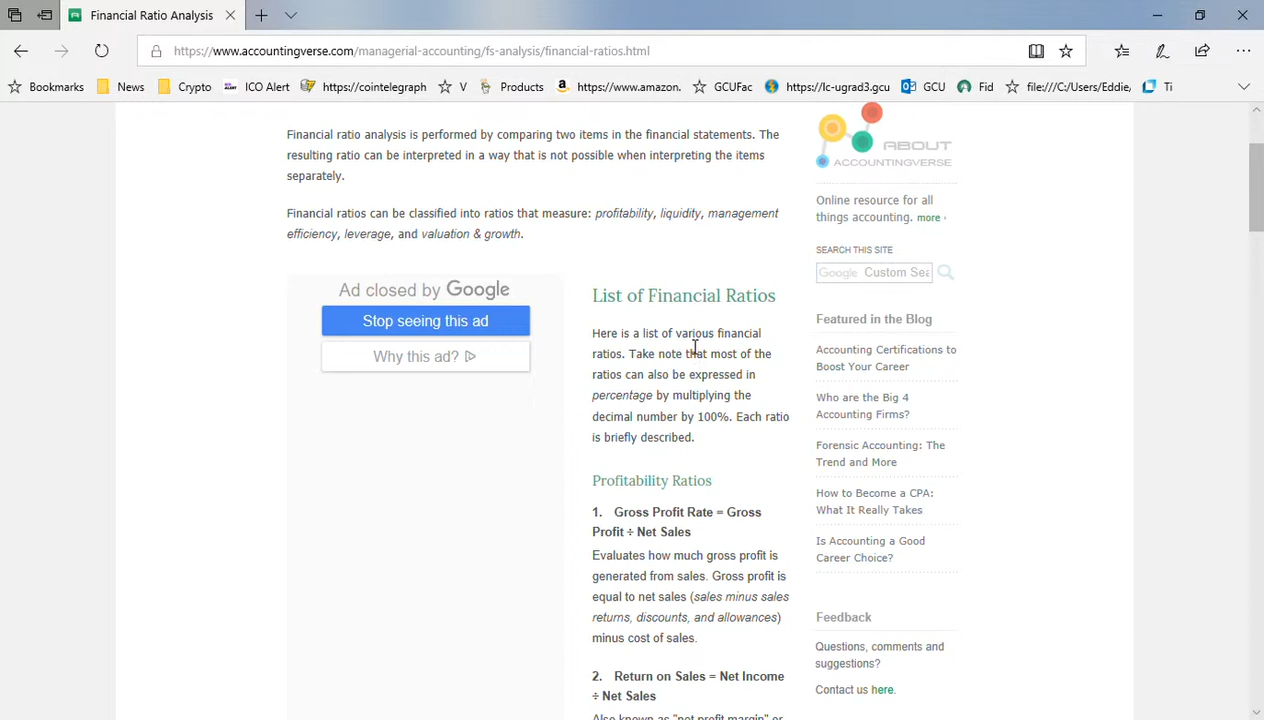 Financial Ratio Analysis
https://www.accountingverse.com/managerial-accounting/fs-analysis/financial-ratios.html
Bookmarks News Crypto ICO Alert https://cointelegraph V Products https://www.amazon. GCUFac https://lc-ugrad3.gcu GCU Fid file:///C:/Users/Eddie, Ti
Financial ratio analysis is performed by comparing two items in the financial statements. The
resulting ratio can be interpreted in a way that is not possible when interpreting the items
separately.
Financial ratios can be classified into ratios that measure: profitability, liquidity, management
efficiency, leverage, and valuation & growth.
Ad closed by Google
Stop seeing this ad
Why this ad?
List of Financial Ratios
Here is a list of various financial
ratios. Take note that most of the
ratios can also be expressed in
percentage by multiplying the
decimal number by 100%. Each ratio
is briefly described.
Profitability Ratios
1. Gross Profit Rate = Gross
Profit ÷ Net Sales
Evaluates how much gross profit is
generated from sales. Gross profit is
equal to net sales (sales minus sales
returns, discounts, and allowances)
minus cost of sales.
2. Return on Sales = Net Income
÷ Net Sales
Also known as "net profit margin" or
ABOUT
ACCOUNTINGVERSE
Online resource for all
things accounting. more ›
SEARCH THIS SITE
Google Custom Sea
Featured in the Blog
Accounting Certifications to
Boost Your Career
Who are the Big 4
Accounting Firms?
Forensic Accounting: The
Trend and More
How to Become a CPA:
What It Really Takes
Is Accounting a Good
Career Choice?
Feedback
Questions, comments and
suggestions?
Contact us here.